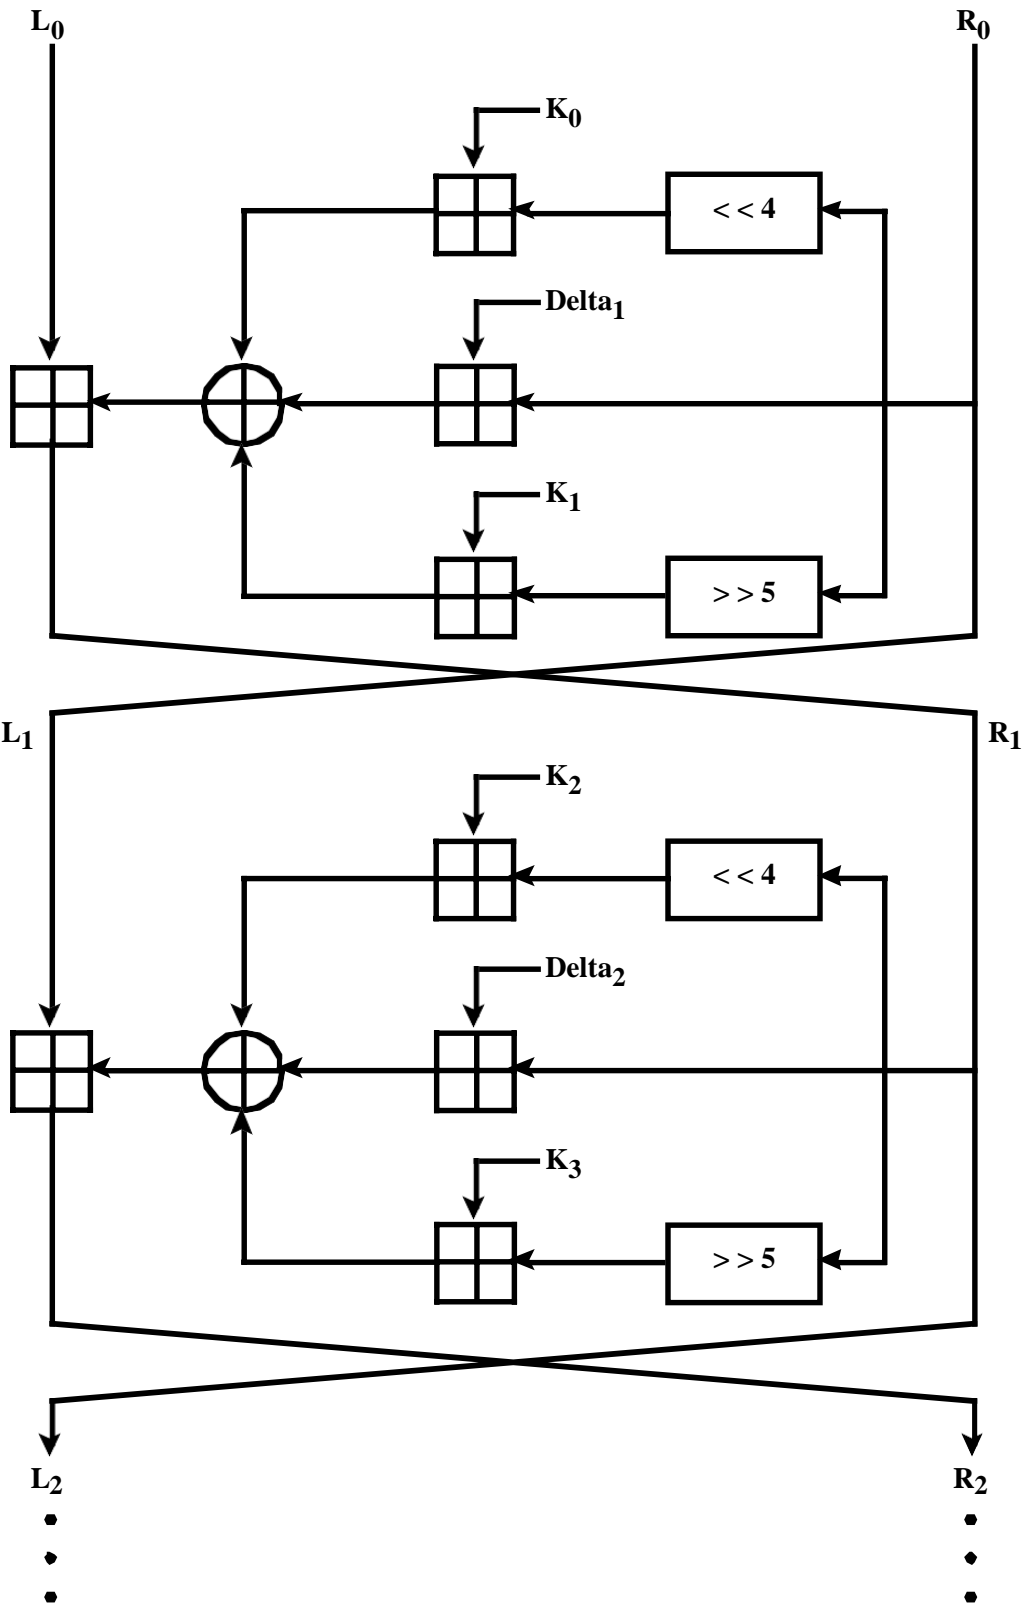 L0 R0
K0
< < 4
Delta1
K1
> > 5
L1 R1
K2
< < 4
Delta2
K3
> > 5
L2 R2